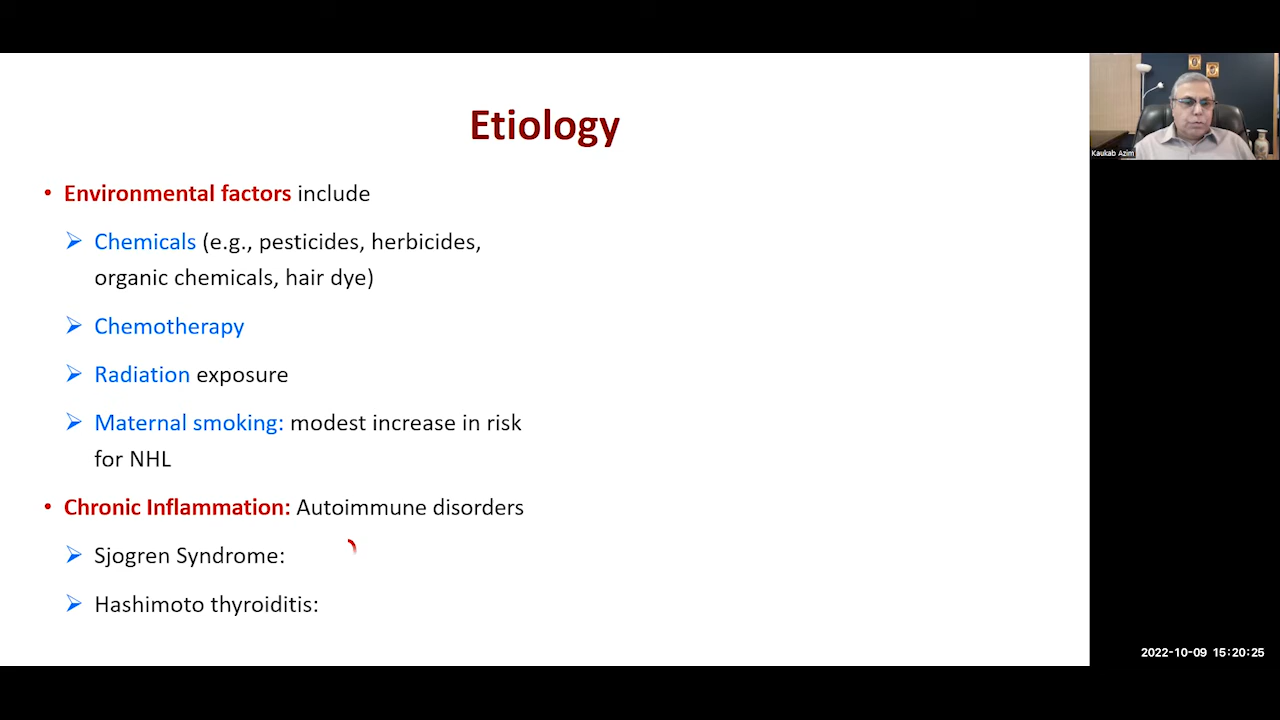 Etiology
• Environmental factors include
➢ Chemicals (e.g., pesticides, herbicides,
organic chemicals, hair dye)
➢ Chemotherapy
➢ Radiation exposure
➢ Maternal smoking: modest increase in risk
for NHL
• Chronic Inflammation: Autoimmune disorders
➢ Sjogren Syndrome:
➢ Hashimoto thyroiditis:
Kaukab Azim
2022-10-09 15:20:25